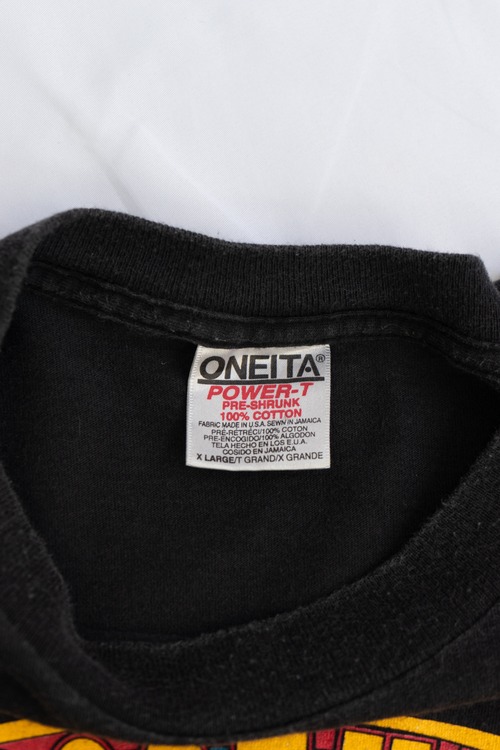 ONEITA®
POWER-T
PRE-SHRUNK
100% COTTON
FABRIC MADE IN U.S.A. SEWN IN JAMAICA
PRÉ-RÉTRÉCI/100% COTON
PRE-ENCOGIDO/100% ALGODON
TELA HECHO EN LOS E.U.A.
COSIDO EN JAMAICA
X LARGE/T GRAND/X GRANDE